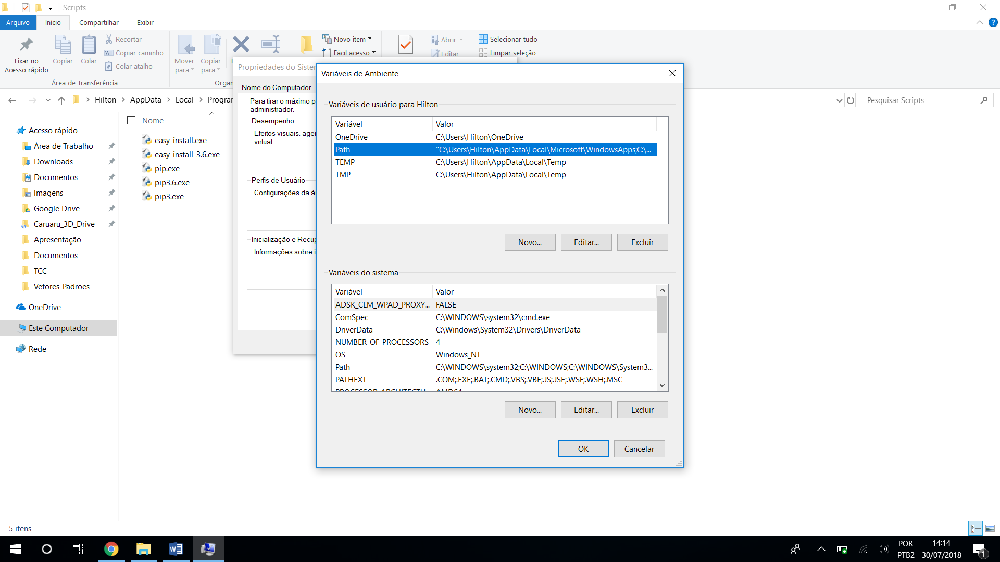 Scripts
Arquivo
Início
Compartilhar
Exibir
Fixar no
Acesso rápido
Copiar
Colar
Recortar
Copiar caminho
Colar atalho
Área de Transferência
Mover
para
Copiar
para
Organ
Novo item
Fácil acesso
Abrir
Editar
Selecionar tudo
Limpar seleção
Hilton
AppData
Local
Program
Pesquisar Scripts
Acesso rápido
Área de Trabalho
Downloads
Documentos
Imagens
Google Drive
Caruaru_3D_Drive
Apresentação
Documentos
TCC
Vetores_Padroes
OneDrive
Este Computador
Rede
Nome
easy_install.exe
easy_install-3.6.exe
pip.exe
pip3.6.exe
pip3.exe
Propriedades do Sistem
Nome do Computador
Para tirar o máximo p
administrador.
Desempenho
Efeitos visuais, agen
virtual
Perfis de Usuário
Configurações da ár
Inicialização e Recup
Informações sobre i
Variáveis de Ambiente
Variáveis de usuário para Hilton
Variável Valor
OneDrive C:\Users\Hilton\OneDrive
Path "C:\Users\Hilton\AppData\Local\Microsoft\WindowsApps;C:\...
TEMP C:\Users\Hilton\AppData\Local\Temp
TMP C:\Users\Hilton\AppData\Local\Temp
Novo... Editar... Excluir
Variáveis do sistema
Variável Valor
ADSK_CLM_WPAD_PROXY... FALSE
ComSpec C:\WINDOWS\system32\cmd.exe
DriverData C:\Windows\System32\Drivers\DriverData
NUMBER_OF_PROCESSORS 4
OS Windows_NT
Path C:\WINDOWS\system32;C:\WINDOWS;C:\WINDOWS\System3...
PATHEXT .COM;.EXE;.BAT;.CMD;.VBS;.VBE;.JS;.JSE;.WSF;.WSH;.MSC
PROCESSOR_ARCHITECTU... AMD64
Novo... Editar... Excluir
OK Cancelar
5 itens
POR
PTB2
14:14
30/07/2018
1